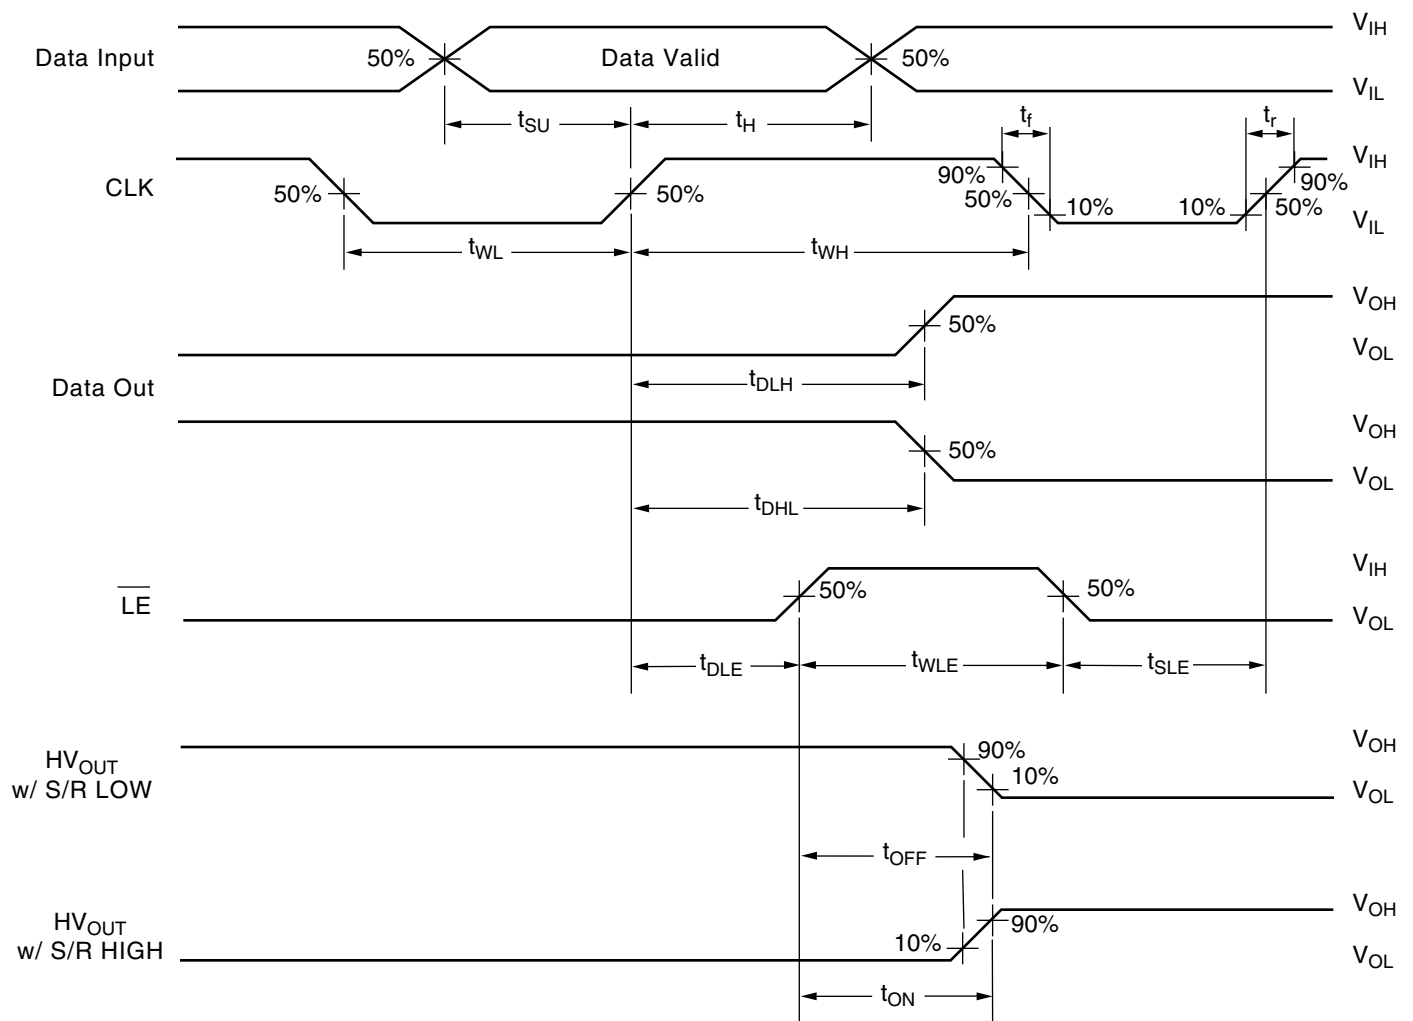 V_IH
Data Input
50%
Data Valid
50%
V_IL
t_SU
t_H
t_f
t_r
V_IH
CLK
50%
50%
90%
50%
10%
10%
90%
50%
V_IL
t_WL
t_WH
V_OH
50%
V_OL
Data Out
t_DLH
V_OH
50%
V_OL
t_DHL
V_IH
LE
50%
50%
V_OL
t_DLE
t_WLE
t_SLE
V_OH
HV_OUT
w/ S/R LOW
90%
10%
V_OL
t_OFF
V_OH
HV_OUT
w/ S/R HIGH
10%
90%
V_OL
t_ON